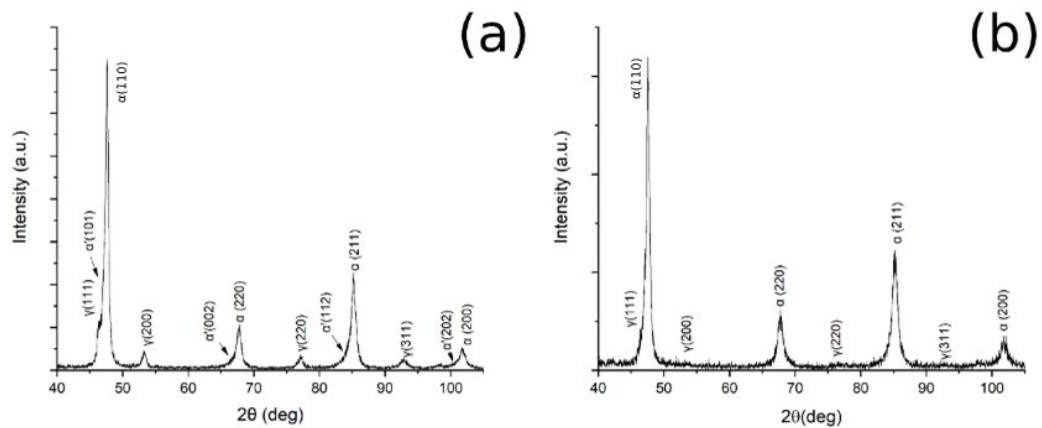 (a)
Intensity (a.u.)
γ(111)
α'(101)
α(110)
γ(200)
α'(002)
α (220)
γ(220)
α'(112)
α (211)
γ(311)
α'(202)
α (200)
40 50 60 70 80 90 100
2θ (deg)
(b)
Intensity (a.u.)
γ(111)
α(110)
γ(200)
α (220)
γ(220)
α (211)
γ(311)
α (200)
40 50 60 70 80 90 100
2θ(deg)